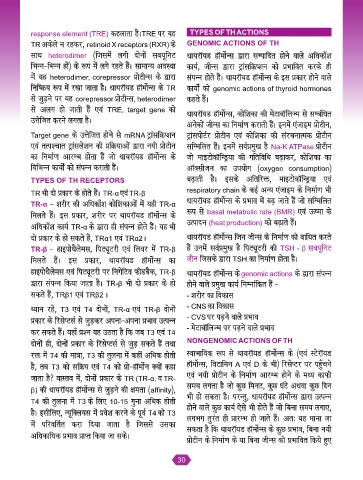 response element (TRE) कहलाता है।TRE पर यह
TR अकेले न रहकर, retinoid X receptors (RXR) के
साथ heterodimer (जिसमें लगी दोनों सबयूनिट
भिन्न-भिन्न हों) के रूप में लगे रहते हैं। सामान्य अवस्था
में यह heterodimer, corepressor प्रोटीन्स के द्वारा
निष्क्रिय रूप में रखा जाता है। थायरॉयड हॉर्मोन्स के TR
से जुड़ने पर यह corepressor प्रोटीन्स, heterodimer
से अलग हो जाती हैं एवं TRE, target gene को
उत्तेजित करने लगता है।
Target gene के उत्तेजित होने से mRNA ट्रांसक्रिप्शन
एवं तत्पश्चात ट्रांसलेशन की प्रक्रियाओं द्वारा नयी प्रोटीन
का निर्माण आरम्भ होता हैं जो थायरॉयड हॉर्मोन्स के
विभिन्न कार्यों को संपन्न कराती हैं।
TYPES OF TH RECEPTORS
TR भी दो प्रकार के होते हैं। TR-α एवं TR-β
TR-α – शरीर की अधिकाँश कोशिकाओं में यही TR-α
मिलते हैं। इस प्रकार, शरीर पर थायरॉयड हॉर्मोन्स के
अधिकाँश कार्य TR-α के द्वारा ही संपन्न होते हैं। यह भी
दो प्रकार के हो सकते हैं, TRα1 एवं TRα2।
TR-β – हाइपोथैलेमस, पिट्यूटरी एवं लिवर में TR-β
मिलते हैं। इस प्रकार, थायरॉयड हॉर्मोन्स का
हाइपोथैलेमस एवं पिट्यूटरी पर निगेटिव फीडबैक, TR-β
द्वारा संपन्न किया जाता है। TR-β भी दो प्रकार के हो
सकते हैं, TRβ1 एवं TRβ2 ।
ध्यान रहे, T3 एवं T4 दोनों, TR-α एवं TR-β दोनों
प्रकार के रिसेप्टर्स से जुड़कर अपना-अपना प्रभाव उत्पन्न
कर सकते हैं। यहाँ प्रश्न यह उठता है कि जब T3 एवं T4
दोनों ही, दोनों प्रकार के रिसेप्टर्स से जुड़ सकते हैं तथा
रक्त में T4 की मात्रा, T3 की तुलना में कहीं अधिक होती
है, तब T3 को सक्रिय एवं T4 को प्री-हॉर्मोन क्यों कहा
जाता है? वास्तव में, दोनों प्रकार के TR (TR-α, व TR-
β) की थायरॉयड हॉर्मोन्स से जुड़ने की क्षमता (affinity),
T4 की तुलना में T3 के लिए 10-15 गुना अधिक होती
है। इसीलिए, न्यूक्लियस में प्रवेश करने के पूर्व T4 को T3
में परिवर्तित करा दिया जाता है जिससे उसका
अधिकाधिक प्रभाव प्राप्त किया जा सके।
TYPES OF TH ACTIONS
GENOMIC ACTIONS OF TH
थायरॉयड हॉर्मोन्स द्वारा सम्पादित होने वाले अधिकाँश
कार्य, जीन्स द्वारा ट्रांसक्रिप्शन को प्रभावित करके ही
संपन्न होते हैं। थायरॉयड हॉर्मोन्स के इस प्रकार होने वाले
कार्यों को genomic actions of thyroid hormones
कहते हैं।
थायरॉयड हॉर्मोन्स, कोशिका की मेटाबॉलिज्म से सम्बंधित
अनेकों जीन्स का निर्माण कराती हैं। इनमें एंजाइम प्रोटीन,
ट्रांसपोर्टर प्रोटीन एवं कोशिका की संरचनात्मक प्रोटीन
सम्मिलित हैं। इनमें सर्वप्रमुख है Na-K ATPase प्रोटीन
जो माइटोकॉन्ड्रिया की गतिविधि बढ़ाकर, कोशिका का
ऑक्सीजन का उपयोग (oxygen consumption)
बढ़ाती है। इसके अतिरिक्त, माइटोकॉन्ड्रिया एवं
respiratory chain के कई अन्य एंजाइम के निर्माण भी
थायरॉयड हॉर्मोन्स के प्रभाव में बढ़ जाते हैं जो सम्मिलित
रूप से basal metabolic rate (BMR) एवं ऊष्मा के
उत्पादन (heat production) को बढ़ाते हैं।
थायरॉयड हॉर्मोन्स जिन जीन्स के निर्माण को बाधित करते
हैं उनमें सर्वप्रमुख है पिट्यूटरी की TSH - β सबयूनिट
जीन जिसके द्वारा TSH का निर्माण होता है।
थायरॉयड हॉर्मोन्स के genomic actions के द्वारा संपन्न
होने वाले प्रमुख कार्य निम्नांकित हैं –
- शरीर का विकास
- CNS का विकास
- CVS पर पड़ने वाले प्रभाव
- मेटाबॉलिज्म पर पड़ने वाले प्रभाव
NONGENOMIC ACTIONS OF TH
स्वाभाविक रूप से थायरॉयड हॉर्मोन्स के (एवं स्टेरॉयड
हॉर्मोन्स, विटामिन A एवं D के भी) रिसेप्टर पर पहुँचने
एवं नयी प्रोटीन के निर्माण आरम्भ होने के मध्य काफी
समय लगता है जो कुछ मिनट, कुछ घंटे अथवा कुछ दिन
भी हो सकता है। परन्तु, थायरॉयड हॉर्मोन्स द्वारा उत्पन्न
होने वाले कुछ कार्य ऐसे भी होते हैं जो बिना समय लगाए,
लगभग तुरंत ही प्रारम्भ हो जाते हैं। अतः यह माना जा
सकता है कि थायरॉयड हॉर्मोन्स के कुछ प्रभाव, बिना नयी
प्रोटीन के निर्माण के या बिना जीन्स को प्रभावित किये हुए
30